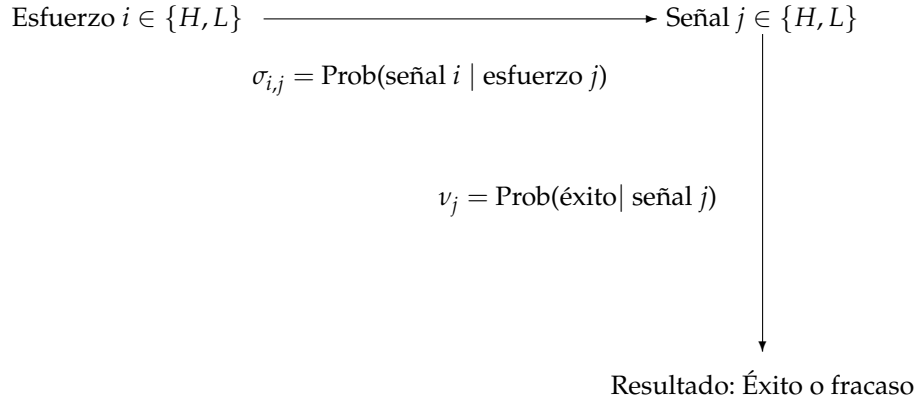 Esfuerzo i ∈ {H, L}
Señal j ∈ {H, L}
σ_{i,j} = Prob(señal i | esfuerzo j)
ν_j = Prob(éxito| señal j)
Resultado: Éxito o fracaso